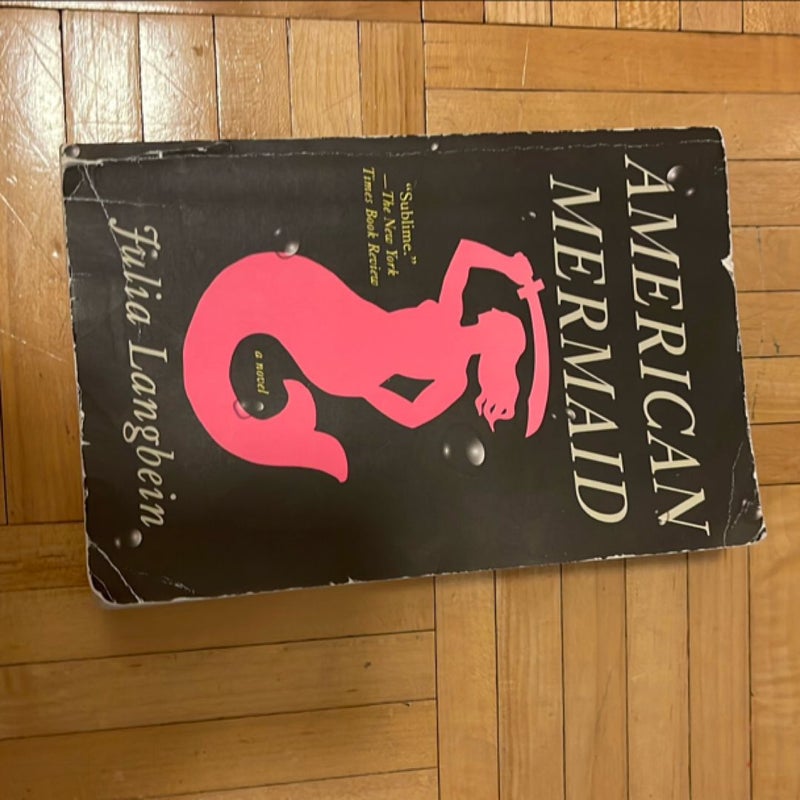 AMERICAN
MERMAID
“Sublime.”
—The New York
Times Book Review
a novel
Julia Langbein